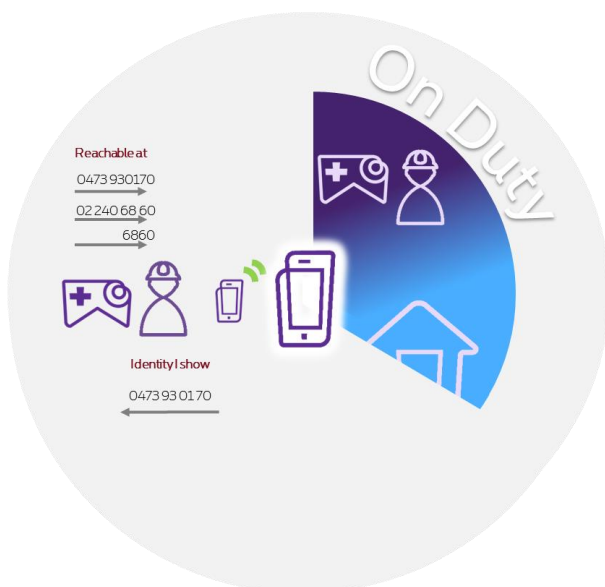 On Duty
Reachable at
0473 930170
02 240 68 60
6860
Identity I show
0473 93 01 70